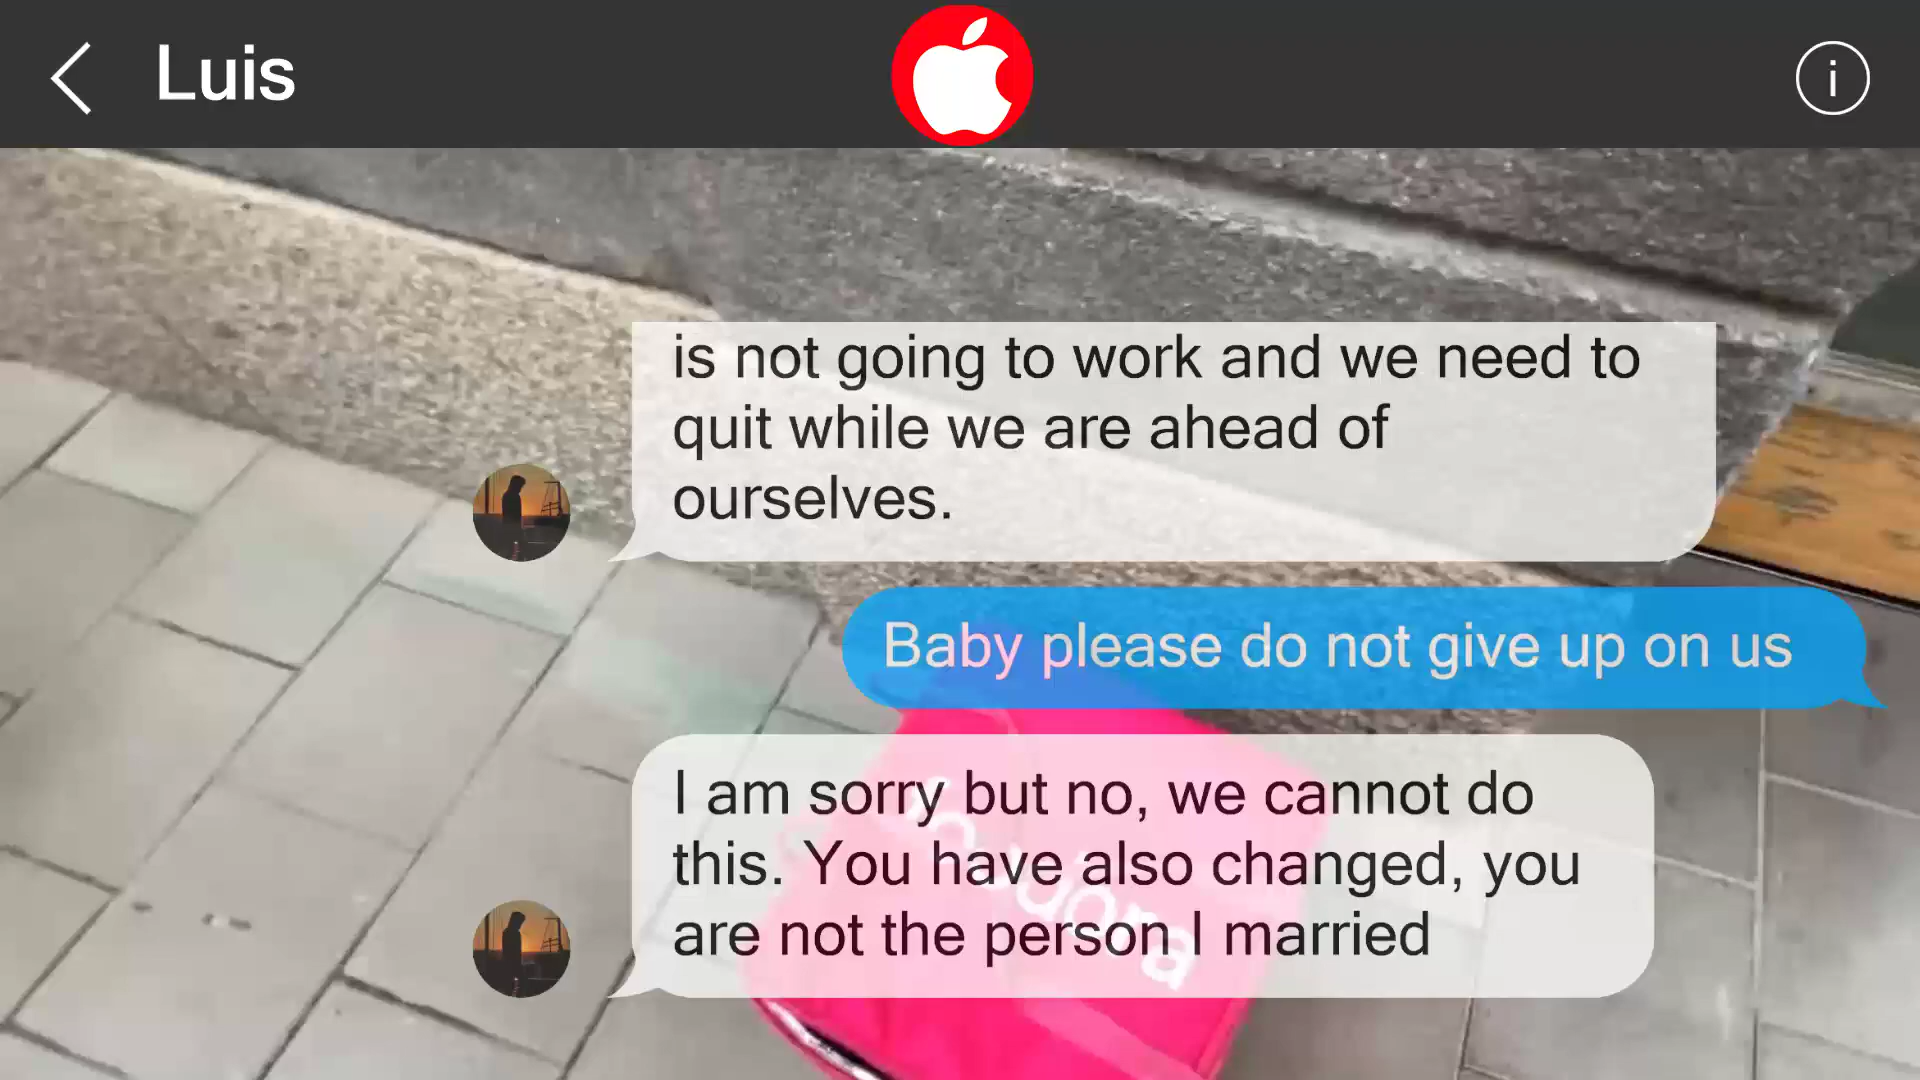 Luis
i
is not going to work and we need to
quit while we are ahead of
ourselves.
Baby please do not give up on us
I am sorry but no, we cannot do
this. You have also changed, you
are not the person I married